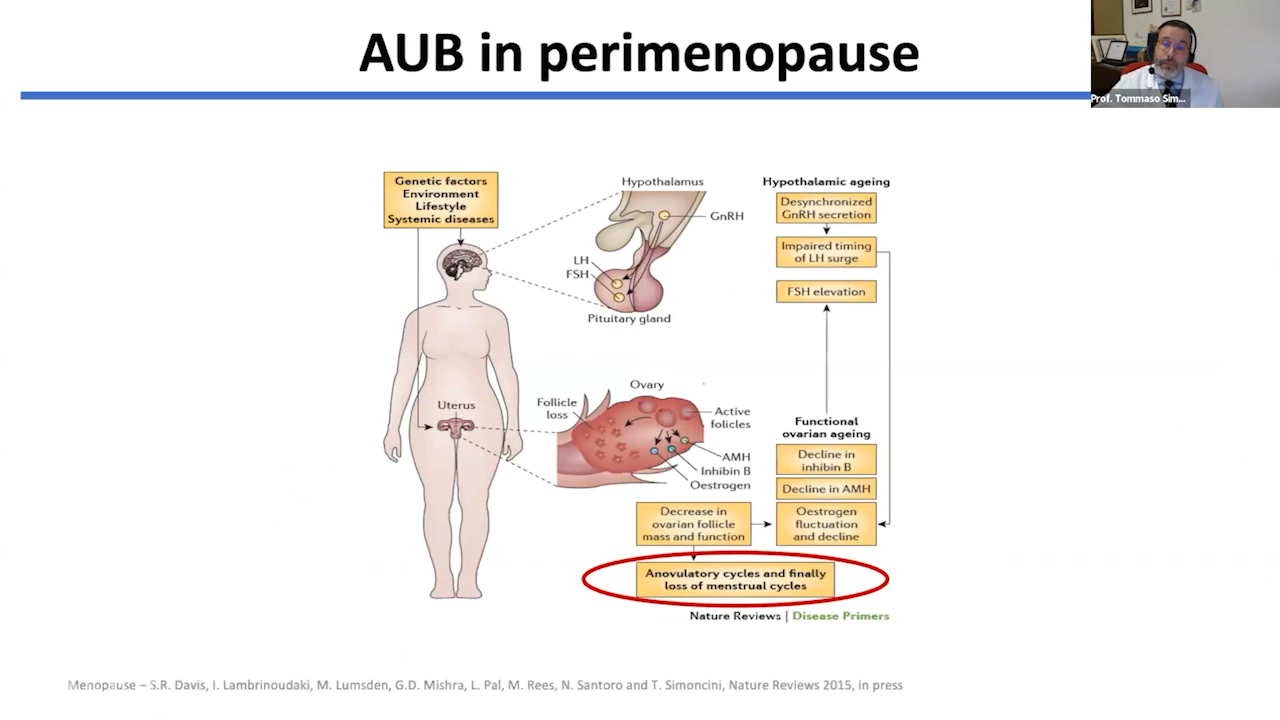 AUB in perimenopause
Prof. Tommaso Sim...
Genetic factors
Environment
Lifestyle
Systemic diseases
Hypothalamus
GnRH
LH
FSH
Pituitary gland
Hypothalamic ageing
Desynchronized
GnRH secretion
Impaired timing
of LH surge
FSH elevation
Uterus
Ovary
Follicle
loss
Active
folicles
AMH
Inhibin B
Oestrogen
Functional
ovarian ageing
Decline in
inhibin B
Decline in AMH
Decrease in
ovarian follicle
mass and function
Oestrogen
fluctuation
and decline
Anovulatory cycles and finally
loss of menstrual cycles
Nature Reviews | Disease Primers
Menopause – S.R. Davis, I. Lambrinoudaki, M. Lumsden, G.D. Mishra, L. Pal, M. Rees, N. Santoro and T. Simoncini, Nature Reviews 2015, in press